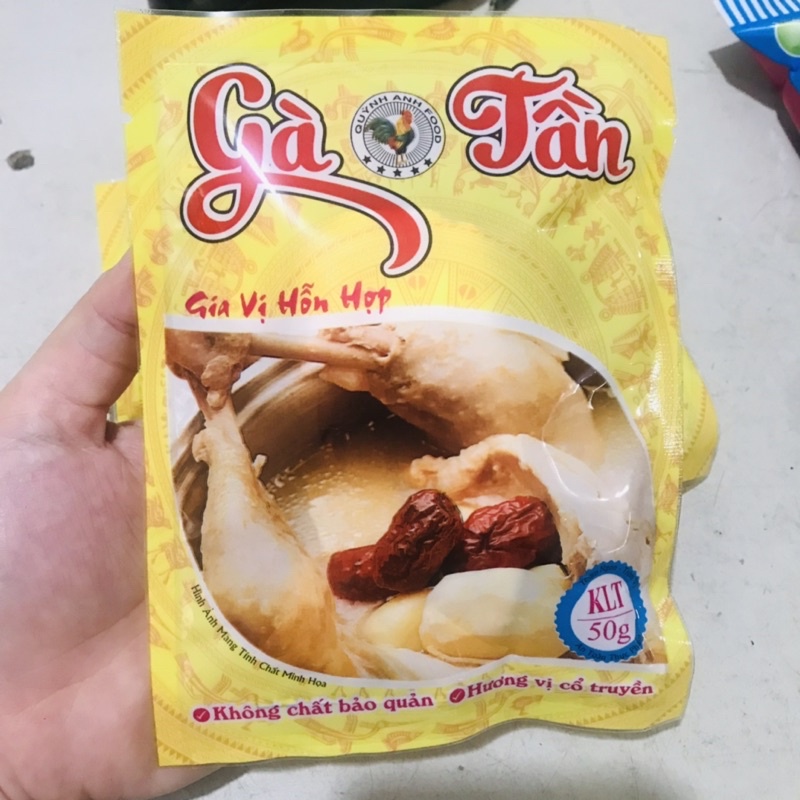 Gà Tần
QUỲNH ANH FOOD
Gia Vị Hỗn Hợp
Hình Ảnh Mang Tính Chất Minh Họa
KLT
50g
Không chất bảo quản
Hương vị cổ truyền